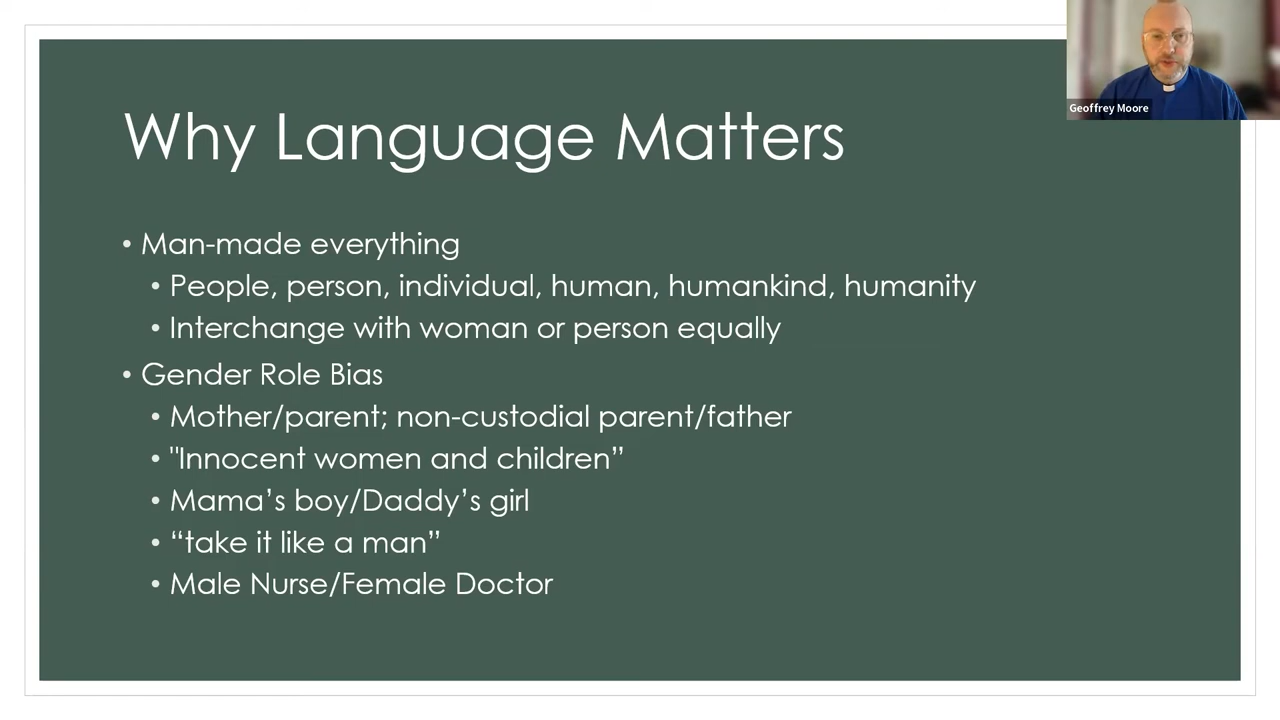 Why Language Matters
• Man-made everything
• People, person, individual, human, humankind, humanity
• Interchange with woman or person equally
• Gender Role Bias
• Mother/parent; non-custodial parent/father
• "Innocent women and children”
• Mama’s boy/Daddy’s girl
• “take it like a man”
• Male Nurse/Female Doctor
Geoffrey Moore